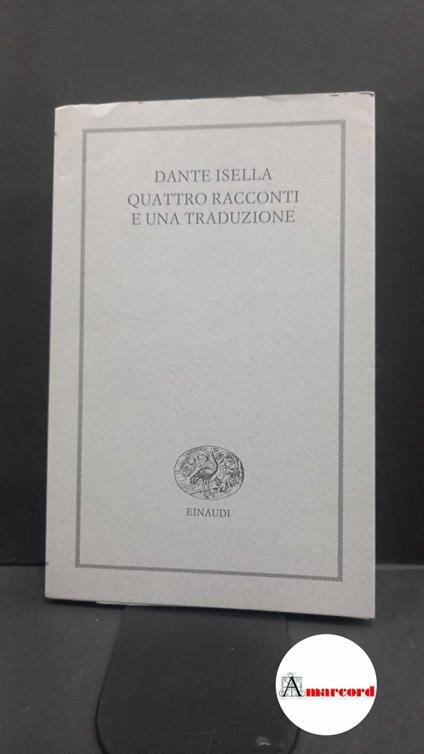 DANTE ISELLA
QUATTRO RACCONTI
E UNA TRADUZIONE
EINAUDI
Amarcord